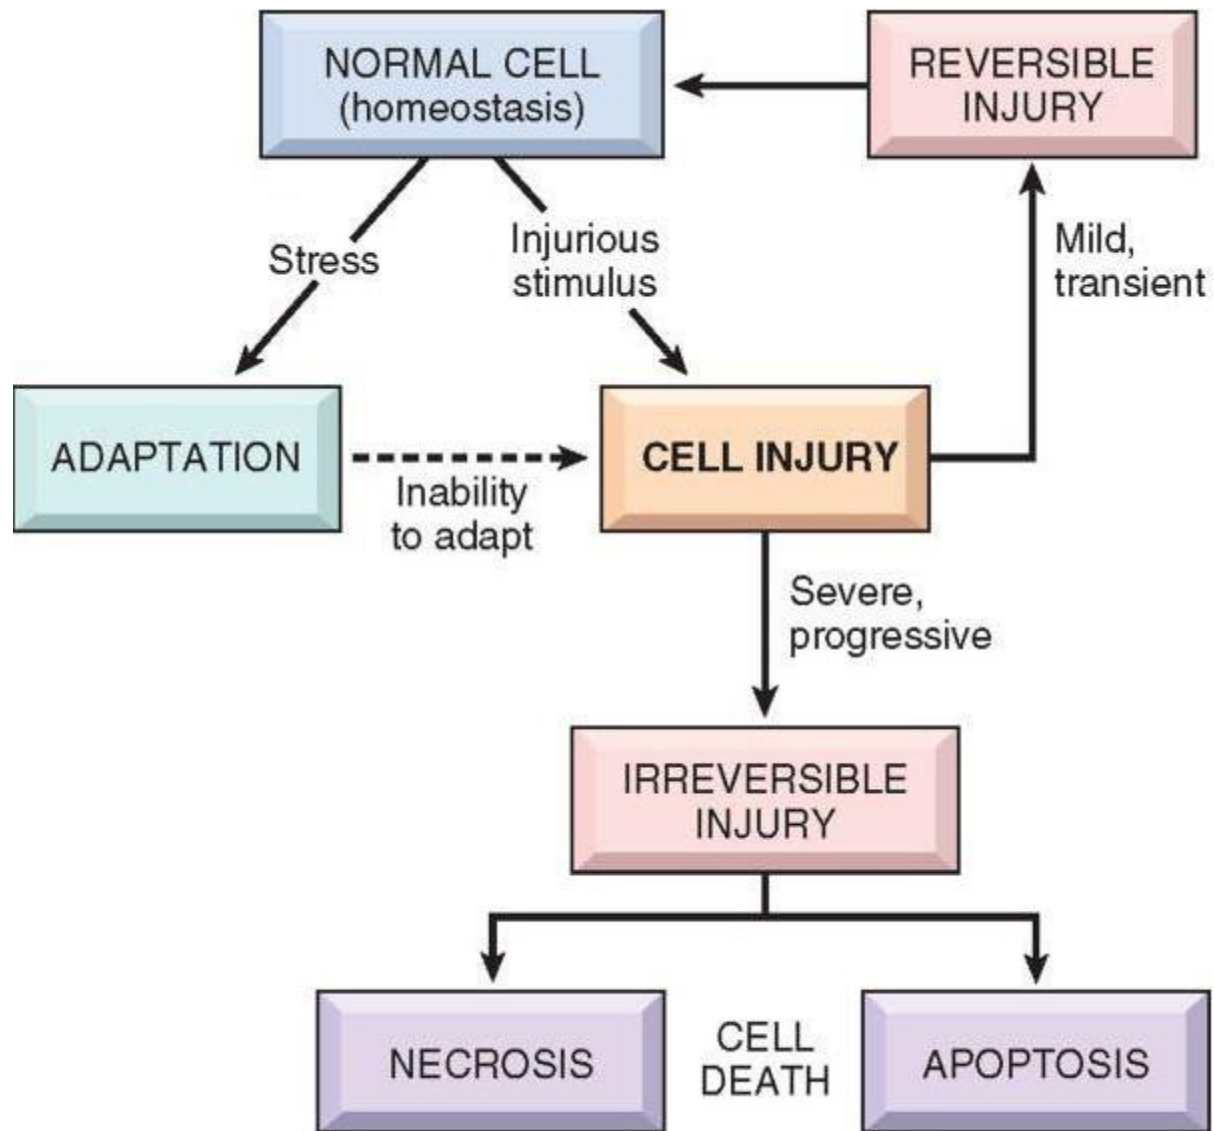 NORMAL CELL
(homeostasis)
REVERSIBLE
INJURY
Stress
Injurious
stimulus
Mild,
transient
ADAPTATION
Inability
to adapt
CELL INJURY
Severe,
progressive
IRREVERSIBLE
INJURY
NECROSIS
CELL
DEATH
APOPTOSIS